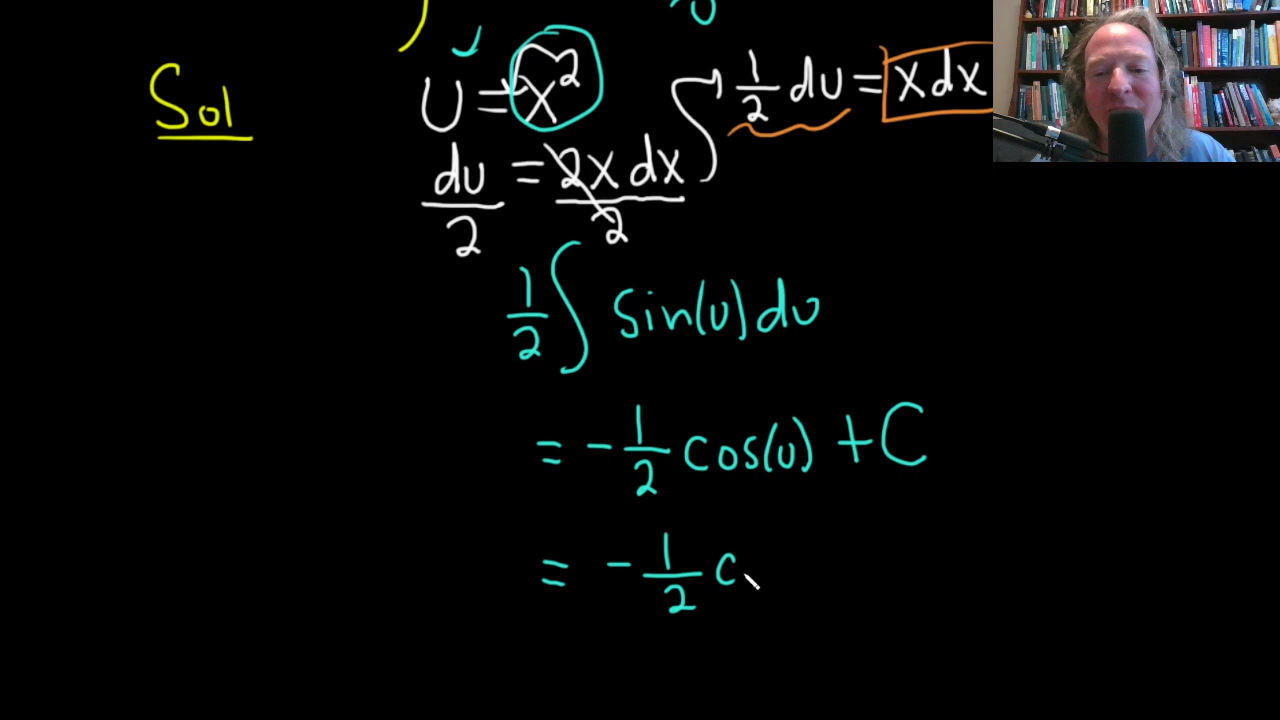 Sol
U = x²
1/2 du = x dx
du/2 = 2x dx/2
1/2 ∫ sin(u) du
= - 1/2 cos(u) + C
= - 1/2 c